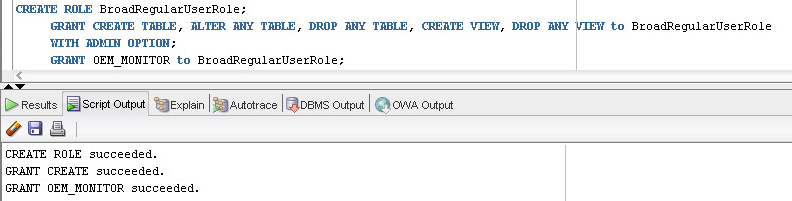 CREATE ROLE BroadRegularUserRole;
GRANT CREATE TABLE, ALTER ANY TABLE, DROP ANY TABLE, CREATE VIEW, DROP ANY VIEW to BroadRegularUserRole
WITH ADMIN OPTION;
GRANT OEM_MONITOR to BroadRegularUserRole;
Results Script Output Explain Autotrace DBMS Output OWA Output
CREATE ROLE succeeded.
GRANT CREATE succeeded.
GRANT OEM_MONITOR succeeded.